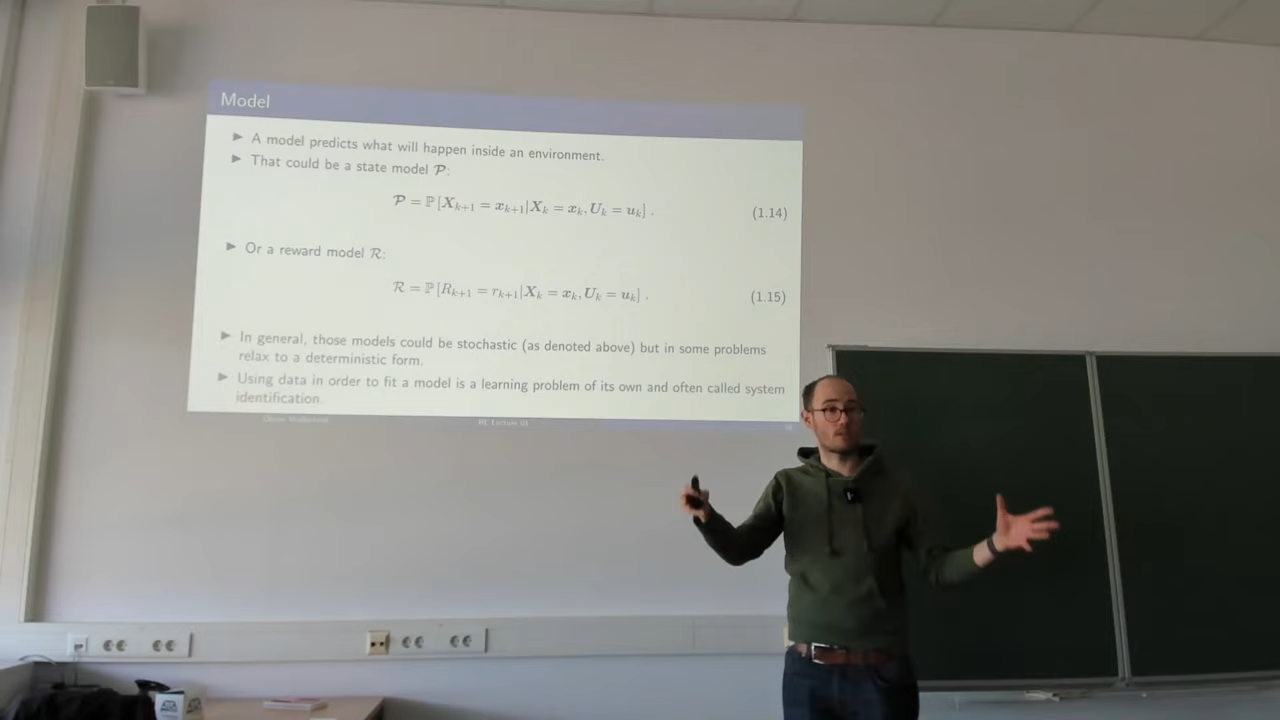 Model
▶ A model predicts what will happen inside an environment.
▶ That could be a state model 𝒫:
𝒫 = ℙ[X_{k+1} = x_{k+1}|X_k = x_k, U_k = u_k] .
(1.14)
▶ Or a reward model ℛ:
ℛ = ℙ[R_{k+1} = r_{k+1}|X_k = x_k, U_k = u_k] .
(1.15)
▶ In general, those models could be stochastic (as denoted above) but in some problems
relax to a deterministic form.
▶ Using data in order to fit a model is a learning problem of its own and often called system
identification.
RL Lecture 01